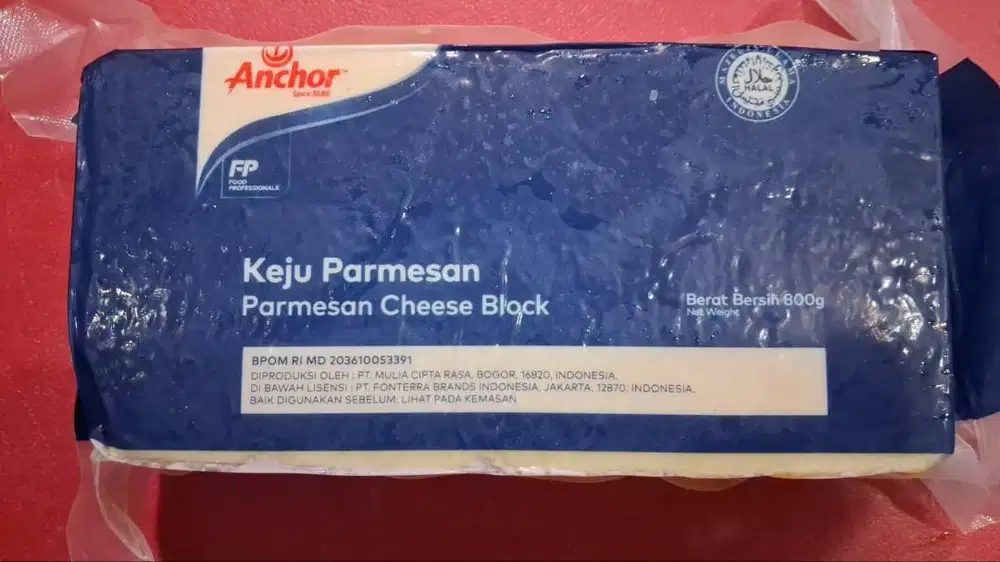 Anchor™
Since 1886
FP
FOOD
PROFESSIONALS
حلال
HALAL
INDONESIA
Keju Parmesan
Parmesan Cheese Block
Berat Bersih 800g
Net Weight
BPOM RI MD 203610053391
DIPRODUKSI OLEH : PT. MULIA CIPTA RASA, BOGOR, 16820, INDONESIA,
DI BAWAH LISENSI : PT. FONTERRA BRANDS INDONESIA, JAKARTA, 12870, INDONESIA.
BAIK DIGUNAKAN SEBELUM: LIHAT PADA KEMASAN